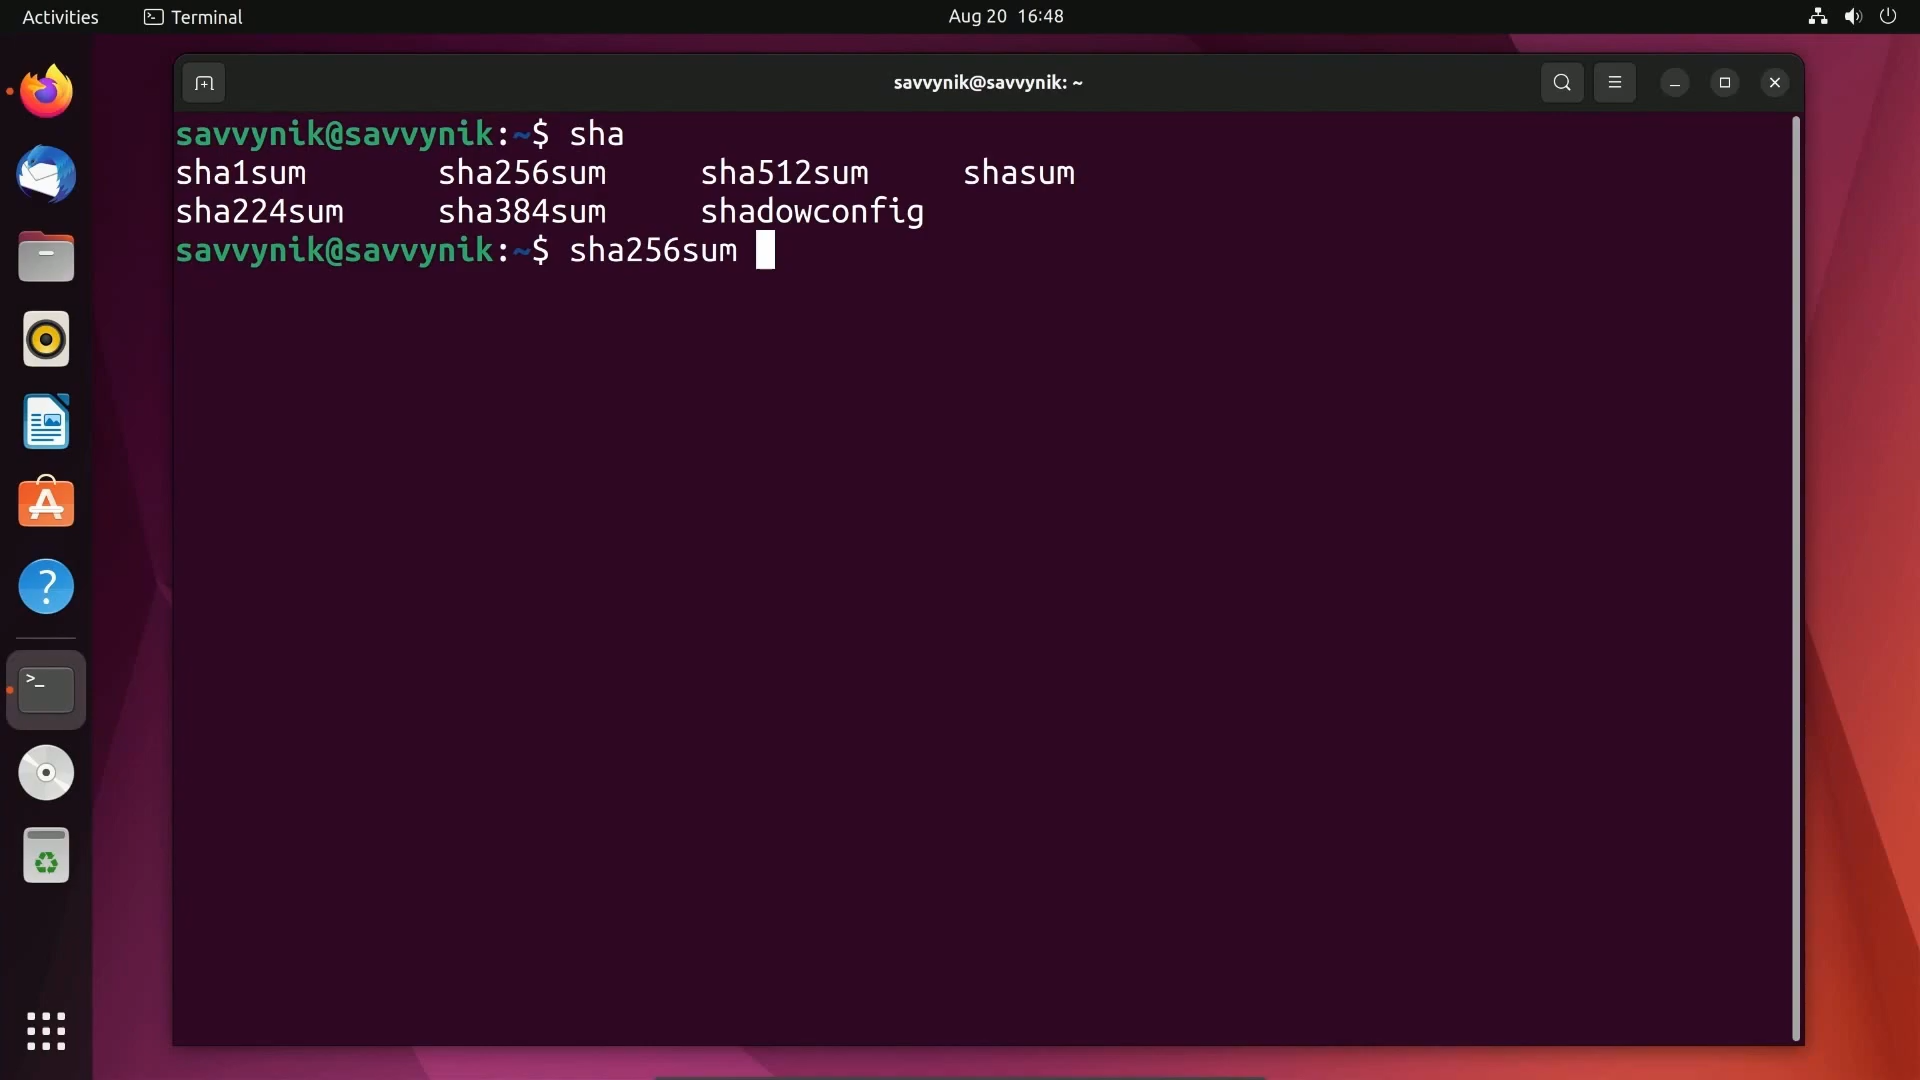 Activities Terminal Aug 20 16:48
savvynik@savvynik: ~
savvynik@savvynik:~$ sha
sha1sum sha256sum sha512sum shasum
sha224sum sha384sum shadowconfig
savvynik@savvynik:~$ sha256sum